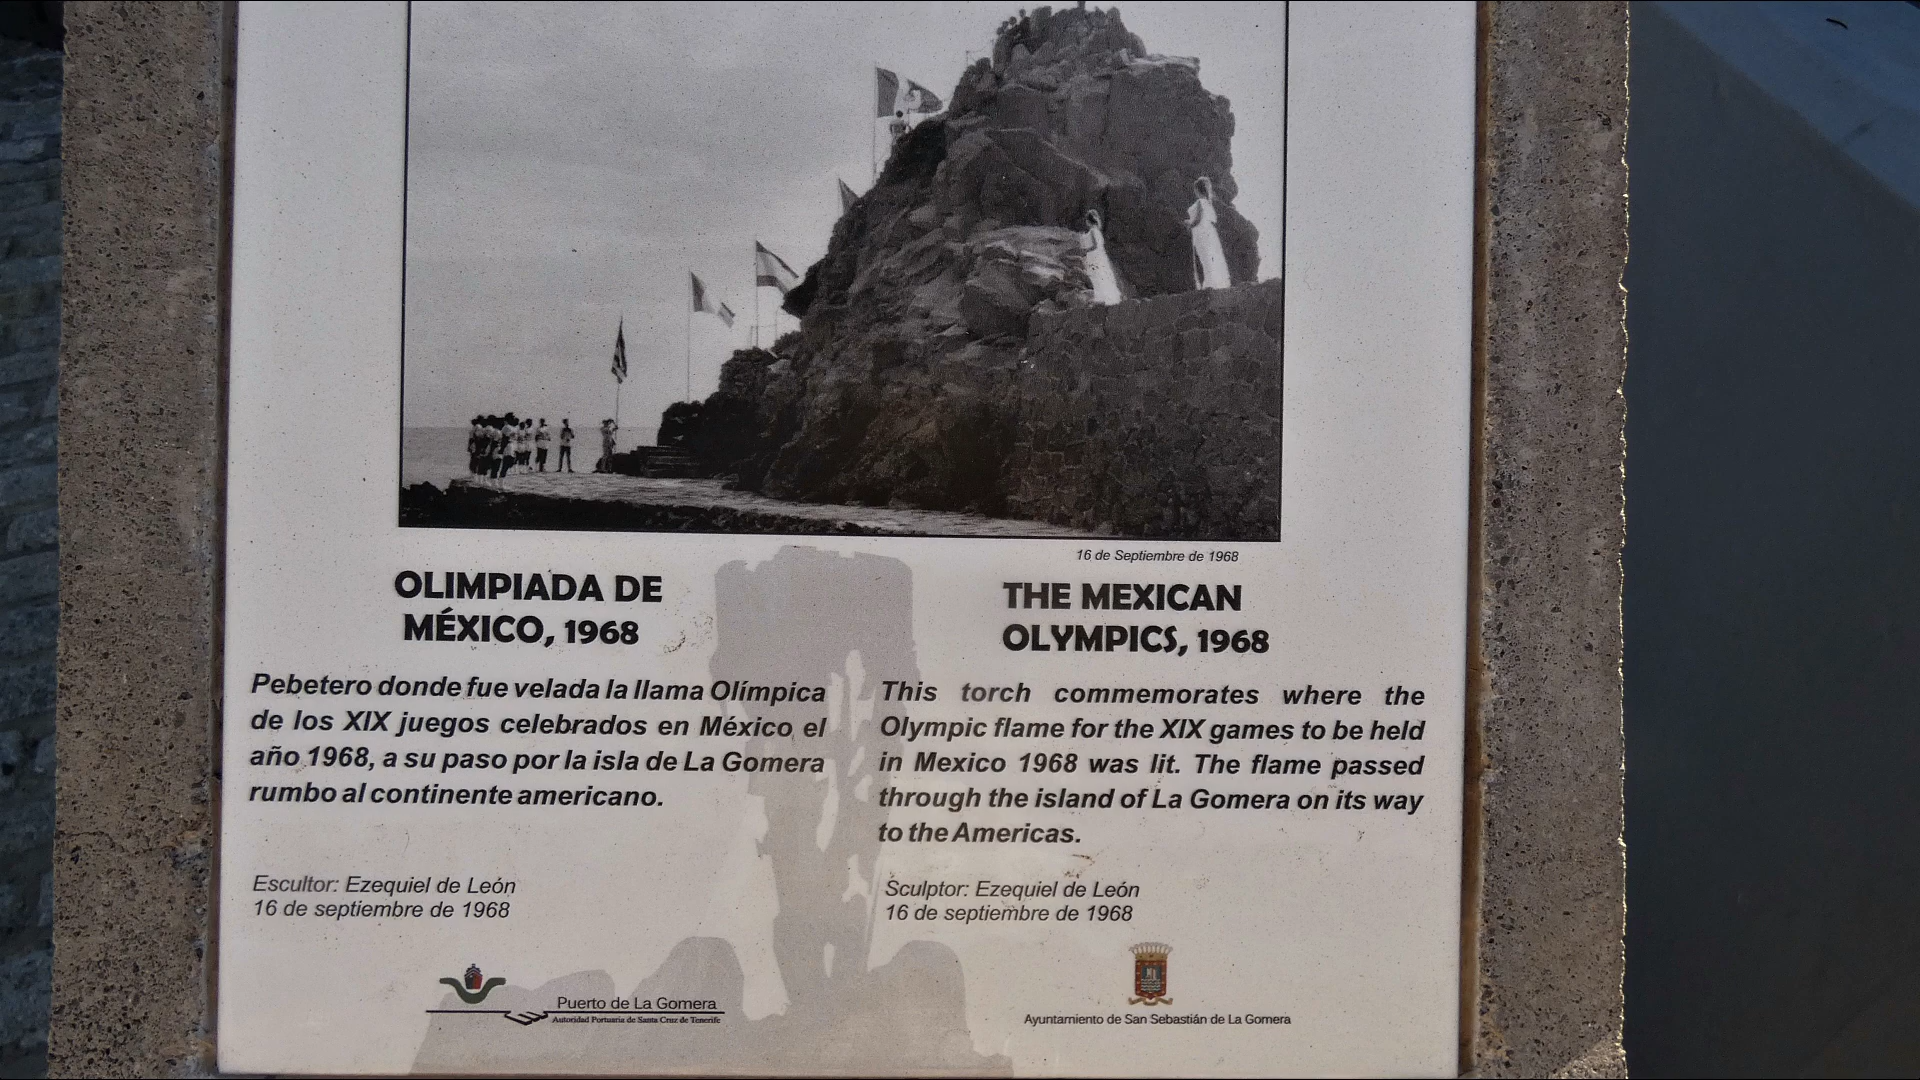 16 de Septiembre de 1968
OLIMPIADA DE
MÉXICO, 1968
Pebetero donde fue velada la llama Olímpica
de los XIX juegos celebrados en México el
año 1968, a su paso por la isla de La Gomera
rumbo al continente americano.
Escultor: Ezequiel de León
16 de septiembre de 1968
THE MEXICAN
OLYMPICS, 1968
This torch commemorates where the
Olympic flame for the XIX games to be held
in Mexico 1968 was lit. The flame passed
through the island of La Gomera on its way
to the Americas.
Sculptor: Ezequiel de León
16 de septiembre de 1968
Puerto de La Gomera
Autoridad Portuaria de Santa Cruz de Tenerife
Ayuntamiento de San Sebastián de La Gomera